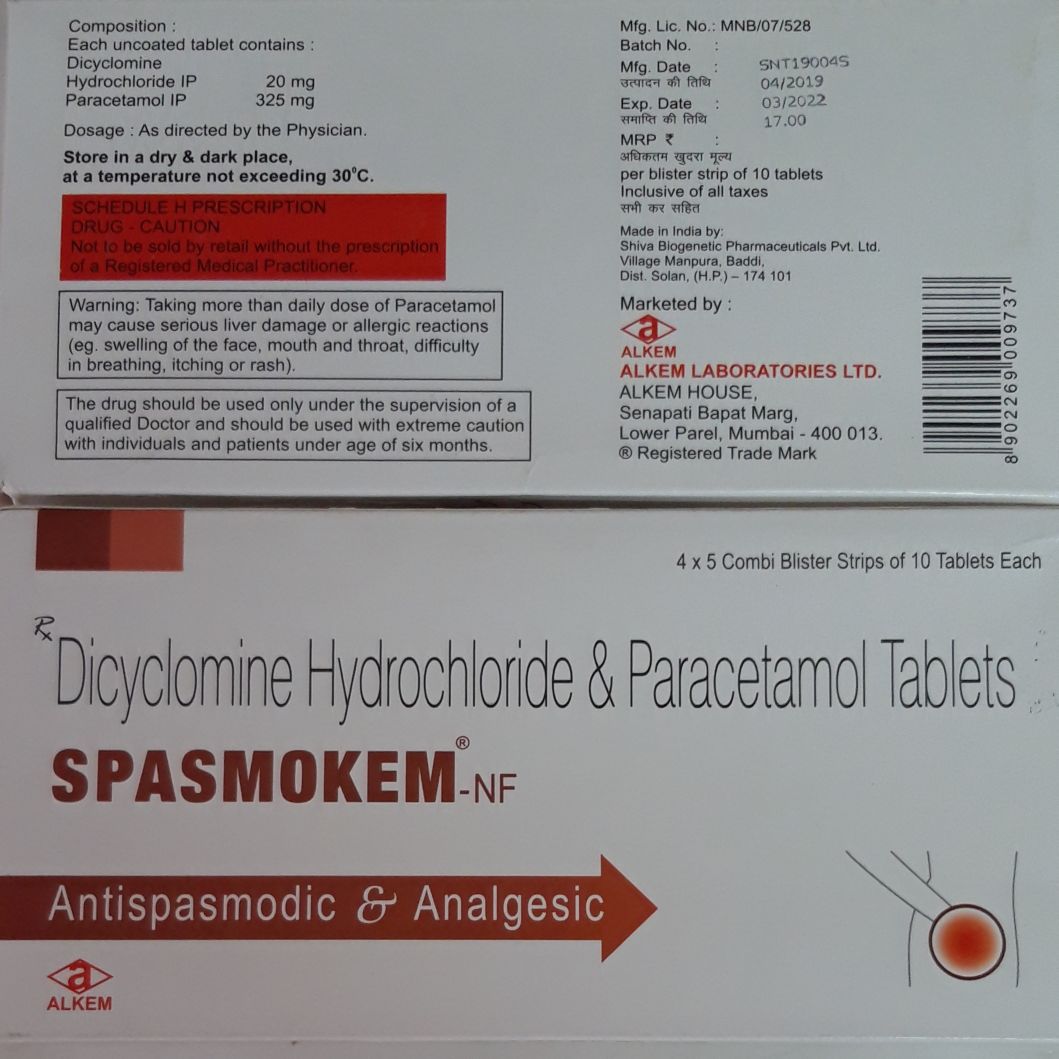 Composition :
Each uncoated tablet contains :
Dicyclomine
Hydrochloride IP 20 mg
Paracetamol IP 325 mg
Dosage : As directed by the Physician.
Store in a dry & dark place,
at a temperature not exceeding 30°C.
SCHEDULE H PRESCRIPTION
DRUG - CAUTION
Not to be sold by retail without the prescription
of a Registered Medical Practitioner.
Warning: Taking more than daily dose of Paracetamol
may cause serious liver damage or allergic reactions
(eg. swelling of the face, mouth and throat, difficulty
in breathing, itching or rash).
The drug should be used only under the supervision of a
qualified Doctor and should be used with extreme caution
with individuals and patients under age of six months.
Mfg. Lic. No.: MNB/07/528
Batch No. :
SNT19004S
Mfg. Date :
उत्पादन की तिथि 04/2019
Exp. Date : 03/2022
समाप्ति की तिथि 17.00
MRP ₹ :
अधिकतम खुदरा मूल्य
per blister strip of 10 tablets
Inclusive of all taxes
सभी कर सहित
Made in India by:
Shiva Biogenetic Pharmaceuticals Pvt. Ltd.
Village Manpura, Baddi,
Dist. Solan, (H.P.) – 174 101
Marketed by :
a
ALKEM
ALKEM LABORATORIES LTD.
ALKEM HOUSE,
Senapati Bapat Marg,
Lower Parel, Mumbai - 400 013.
® Registered Trade Mark
8902269009737
4 x 5 Combi Blister Strips of 10 Tablets Each
Rx
Dicyclomine Hydrochloride & Paracetamol Tablets
SPASMOKEM®-NF
Antispasmodic & Analgesic
a
ALKEM